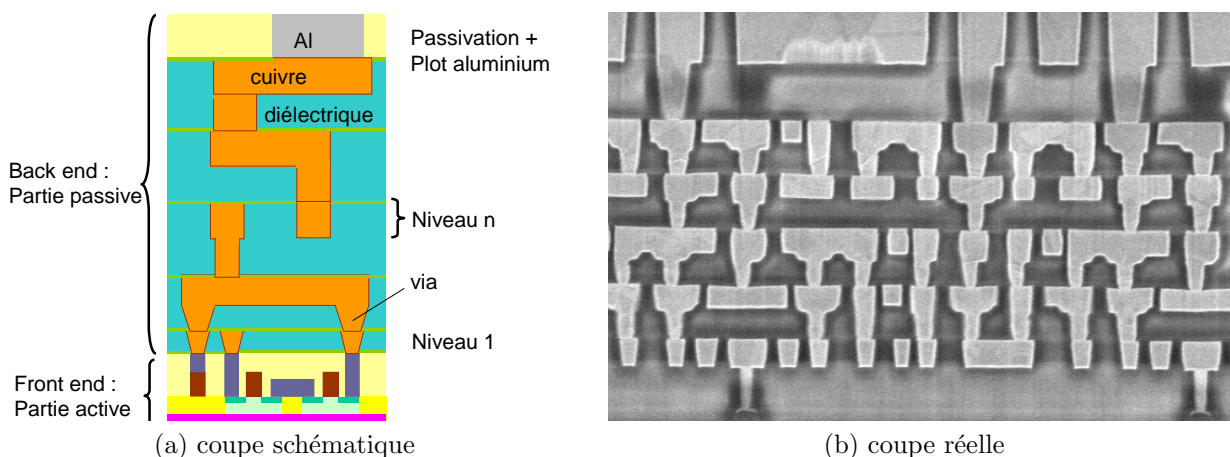 Al
Passivation +
Plot aluminium
cuivre
diélectrique
Back end :
Partie passive
Niveau n
via
Niveau 1
Front end :
Partie active
(a) coupe schématique
(b) coupe réelle